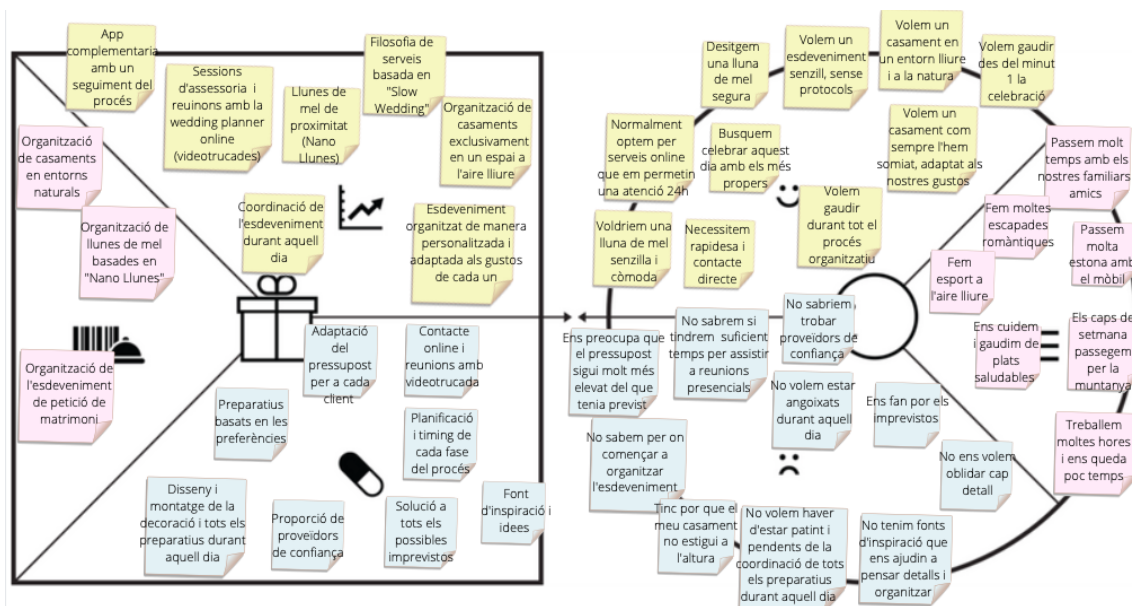 App
complementaria
amb un
seguiment del
procés
Sessions
d'assessoria i
reuinons amb la
wedding planner
online
(videotrucades)
Llunes de
mel de
proximitat
(Nano
Llunes)
Filosofia de
serveis
basada en
"Slow
Wedding"
Organització de
casaments
exclusivament
en un espai a
l'aire lliure
Organització
de casaments
en entorns
naturals
Organització de
llunes de mel
basades en
"Nano Llunes"
Coordinació de
l'esdeveniment
durant aquell
dia
Esdeveniment
organitzat de manera
personalitzada i
adaptada als gustos
de cada un
Organització de
l'esdeveniment
de petició de
matrimoni
Adaptació
del
pressupost
per a cada
client
Contacte
online i
reunions amb
videotrucada
Preparatius
basats en les
preferències
Planificació
i timing de
cada fase
del procés
Disseny i
montatge de la
decoració i tots els
preparatius durant
aquell dia
Proporció de
proveïdors
de confiança
Solució a
tots els
possibles
imprevistos
Font
d'inspiració i
idees
Desitgem
una lluna
de mel
segura
Volem un
esdeveniment
senzill, sense
protocols
Volem un
casament en
un entorn lliure
i a la natura
Volem gaudir
des del minut
1 la
celebració
Normalment
optem per
serveis online
que em permetin
una atenció 24h
Busquem
celebrar aquest
dia amb els més
propers
Volem un
casament com
sempre l'hem
somiat, adaptat als
nostres gustos
Passem molt
temps amb els
nostres familiars i
amics
Voldriem una
lluna de mel
senzilla i
còmoda
Necessitem
rapidesa i
contacte
directe
Volem
gaudir
durant tot el
procés
organitzatiu
Fem moltes
escapades
romàntiques
Passem
molta
estona amb
el mòbil
Fem
esport a
l'aire lliure
Ens preocupa que
el pressupost
sigui molt més
elevat del que
tenia previst
No sabrem si
tindrem suficient
temps per assistir
a reunions
presencials
No sabriem
trobar
proveïdors de
confiança
Ens cuidem
i gaudim de
plats
saludables
Els caps de
setmana
passegem
per la
muntanya
No volem estar
angoixats
durant aquell
dia
Ens fan por els
imprevistos
No sabem per on
començar a
organitzar
l'esdeveniment
No ens volem
oblidar cap
detall
Treballem
moltes hores
i ens queda
poc temps
Tinc por que el
meu casament
no estigui a
l'altura
No volem haver
d'estar patint i
pendents de la
coordinació de tots
els preparatius
durant aquell dia
No tenim fonts
d'inspiració que
ens ajudin a
pensar detalls i
organitzar